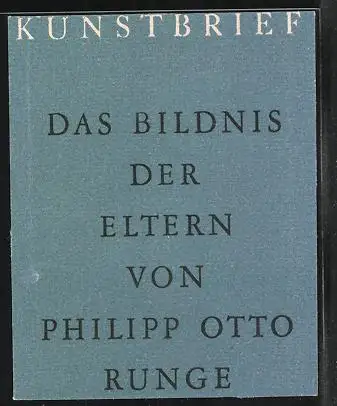 KUNSTBRIEF
DAS BILDNIS
DER
ELTERN
VON
PHILIPP OTTO
RUNGE